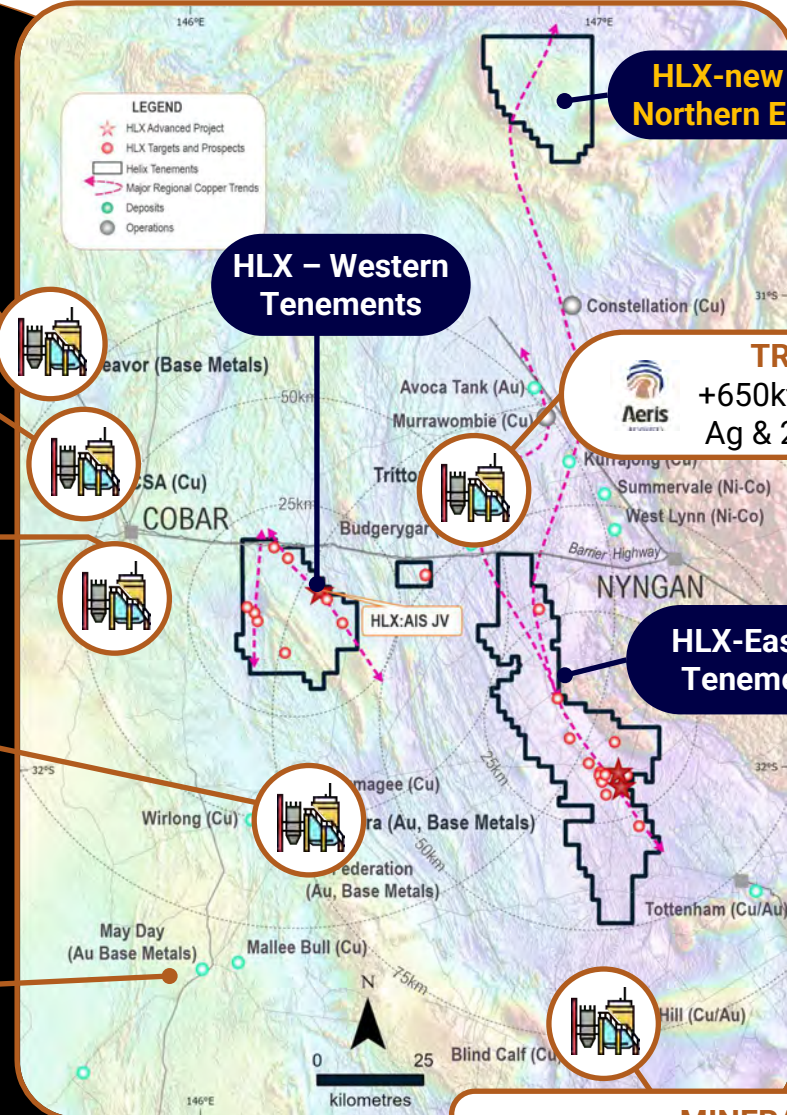 146°E
147°E
HLX-new
Northern E
LEGEND
HLX Advanced Project
HLX Targets and Prospects
Helix Tenements
Major Regional Copper Trends
Deposits
Operations
HLX – Western
Tenements
31°S
Constellation (Cu)
eavor (Base Metals)
TR
Aeris
+650k
Ag & 2
Avoca Tank (Au)
50km
Murrawombie (Cu)
Kurrajong (Cu)
Tritto
CSA (Cu)
Summervale (Ni-Co)
25km
COBAR
West Lynn (Ni-Co)
Budgerygar
Barrier Highway
NYNGAN
HLX:AIS JV
HLX-Eas
Teneme
32°S
32°S
25km
magee (Cu)
Wirlong (Cu)
ra (Au, Base Metals)
50km
Federation
(Au, Base Metals)
Tottenham (Cu/Au)
May Day
(Au Base Metals)
Mallee Bull (Cu)
75km
N
Hill (Cu/Au)
0
25
Blind Calf (Cu)
kilometres
146°E
MINERA